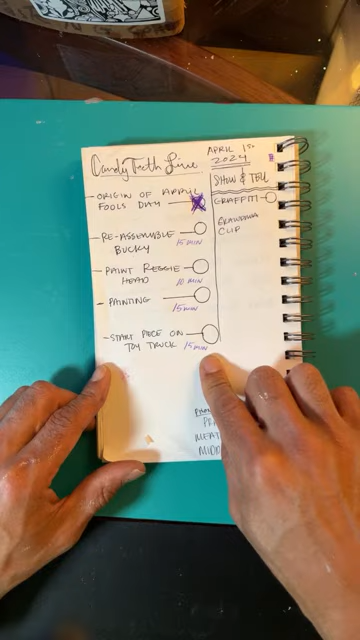 Candy Teeth Live
APRIL 1ST
2024
SHOW & TELL
- ORIGIN OF APRIL
FOOLS DAY
GRAFFITI
CLIP
- RE-ASSEMBLE
BUCKY
15 MIN
- PAINT REGGIE
HEAD
10 MIN
- PAINTING
15 MIN
- START PIECE ON
TOY TRUCK
15 MIN